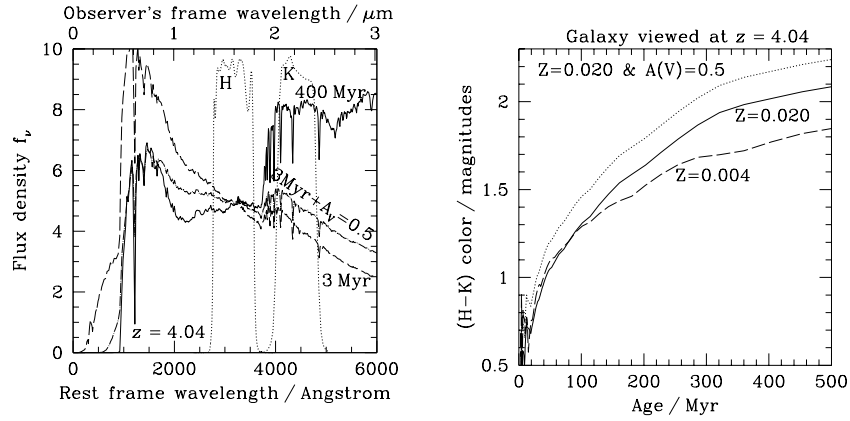 Observer's frame wavelength / μm
0 1 2 3
10
8
6
4
2
0
Flux density fν
H
K
400 Myr
3Myr+Av=0.5
3 Myr
z = 4.04
0 2000 4000 6000
Rest frame wavelength / Angstrom
Galaxy viewed at z = 4.04
Z=0.020 & A(V)=0.5
Z=0.020
Z=0.004
2
1.5
1
0.5
(H−K) color / magnitudes
0 100 200 300 400 500
Age / Myr